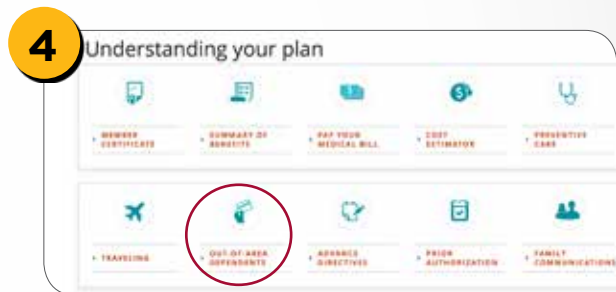 4
Understanding your plan
MEMBER
CERTIFICATE
SUMMARY OF
BENEFITS
PAY YOUR
MEDICAL BILL
COST
ESTIMATOR
PREVENTIVE
CARE
TRAVELING
OUT OF AREA
DEPENDENTS
ADVANCE
DIRECTIVES
PRIOR
AUTHORIZATION
FAMILY
COMMUNICATIONS